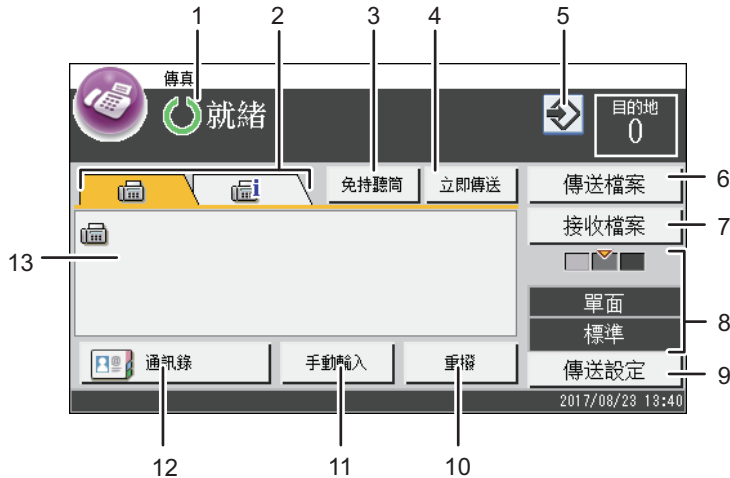 1 2 3 4 5
傳真
就緒
目的地
0
免持聽筒 立即傳送 傳送檔案 6
接收檔案 7
13
單面
標準
8
通訊錄 手動輸入 重撥 傳送設定 9
2017/08/23 13:40
12 11 10